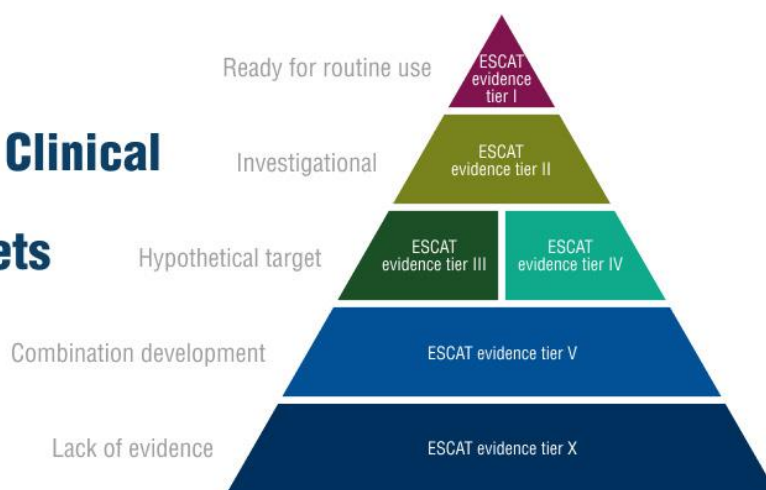 Ready for routine use
ESCAT
evidence
tier I
Clinical
Investigational
ESCAT
evidence tier II
ets
Hypothetical target
ESCAT
evidence tier III
ESCAT
evidence tier IV
Combination development
ESCAT evidence tier V
Lack of evidence
ESCAT evidence tier X